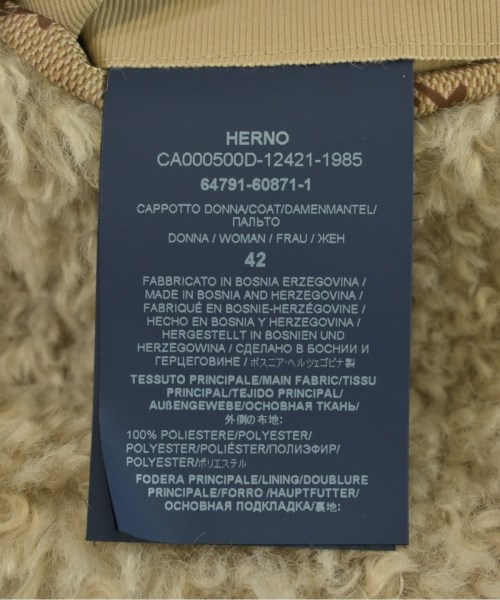 HERNO
CA000500D-12421-1985
64791-60871-1
CAPPOTTO DONNA/COAT/DAMENMANTEL/
ПАЛЬТО
DONNA / WOMAN / FRAU / ЖЕН
42
FABBRICATO IN BOSNIA ERZEGOVINA /
MADE IN BOSNIA AND HERZEGOVINA /
FABRIQUÉ EN BOSNIE-HERZÉGOVINE /
HECHO EN BOSNIA Y HERZEGOVINA /
HERGESTELLT IN BOSNIEN UND
HERZEGOWINA / СДЕЛАНО В БОСНИИ И
ГЕРЦЕГОВИНЕ / ボスニア・ヘルツェゴビナ製
TESSUTO PRINCIPALE/MAIN FABRIC/TISSU
PRINCIPAL/TEJIDO PRINCIPAL/
AUẞENGEWEBE/ОСНОВНАЯ ТКАНЬ/
外側の布地:
100% POLIESTERE/POLYESTER/
POLYESTER/POLIÉSTER/ПОЛИЭФИР/
POLYESTER/ポリエステル
FODERA PRINCIPALE/LINING/DOUBLURE
PRINCIPALE/FORRO /HAUPTFUTTER/
ОСНОВНАЯ ПОДКЛАДКА/裏地: